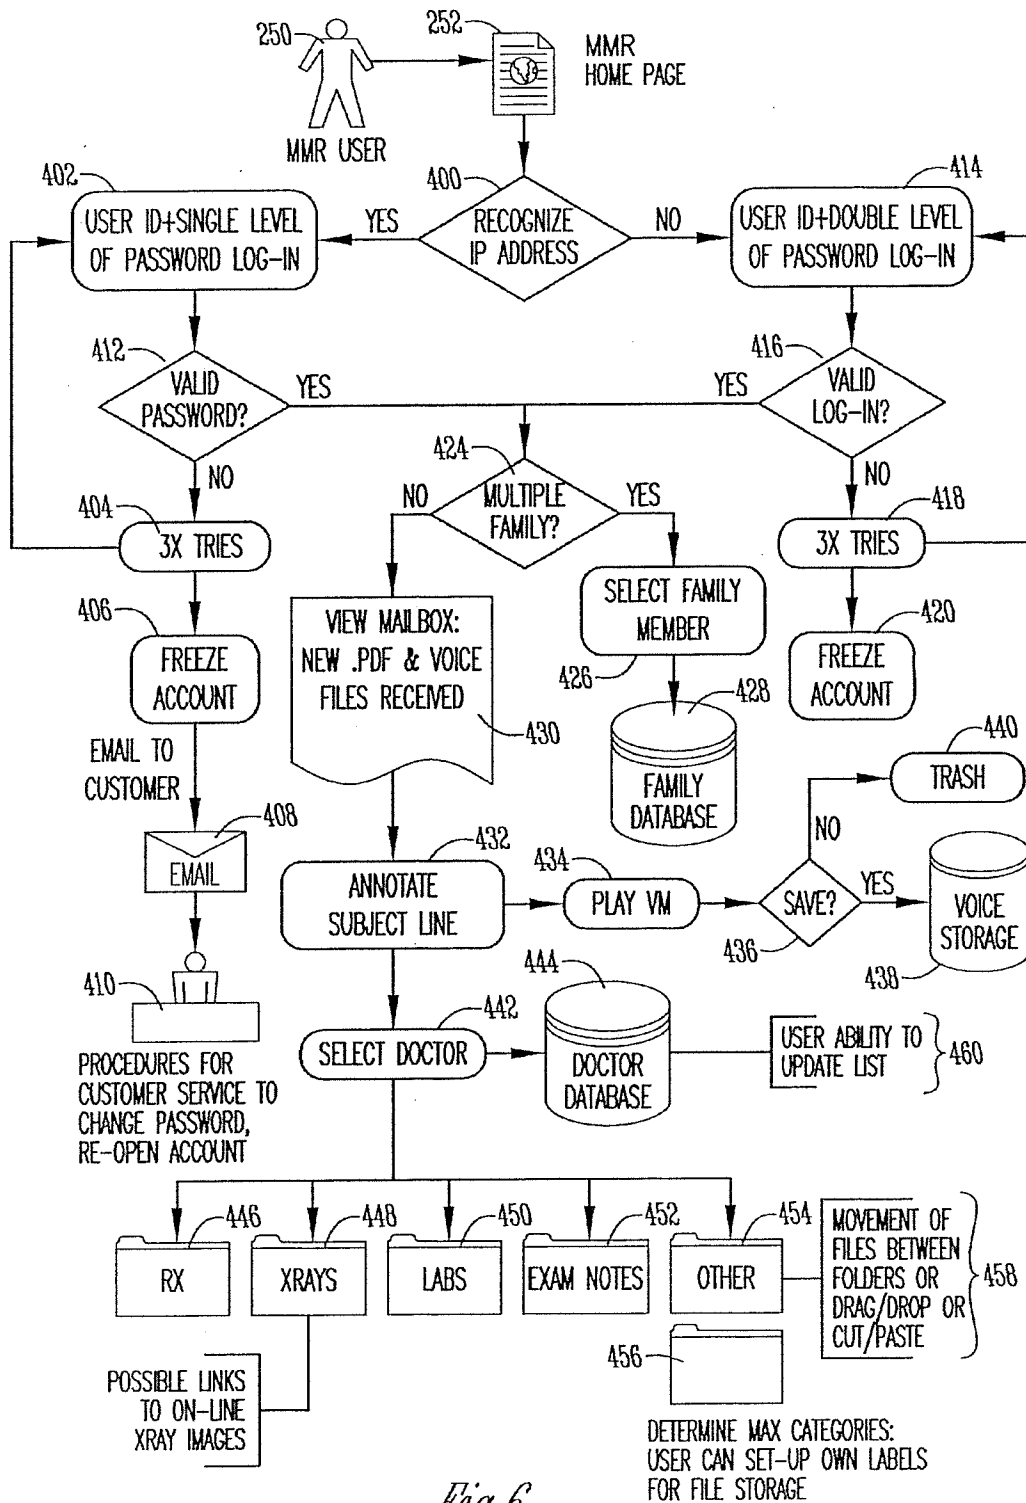 250
252
MMR
HOME PAGE
MMR USER
402
400
414
USER ID+SINGLE LEVEL
OF PASSWORD LOG-IN
YES
RECOGNIZE
IP ADDRESS
NO
USER ID+DOUBLE LEVEL
OF PASSWORD LOG-IN
412
VALID
PASSWORD?
YES
YES
416
VALID
LOG-IN?
424
NO
MULTIPLE
FAMILY?
YES
NO
NO
404
3X TRIES
418
3X TRIES
406
FREEZE
ACCOUNT
VIEW MAILBOX:
NEW .PDF & VOICE
FILES RECEIVED
430
SELECT FAMILY
MEMBER
426
420
FREEZE
ACCOUNT
428
FAMILY
DATABASE
EMAIL TO
CUSTOMER
408
EMAIL
440
TRASH
NO
432
ANNOTATE
SUBJECT LINE
434
PLAY VM
SAVE?
436
YES
VOICE
STORAGE
438
410
PROCEDURES FOR
CUSTOMER SERVICE TO
CHANGE PASSWORD,
RE-OPEN ACCOUNT
442
SELECT DOCTOR
444
DOCTOR
DATABASE
USER ABILITY TO
UPDATE LIST
460
446
RX
448
XRAYS
450
LABS
452
EXAM NOTES
454
OTHER
MOVEMENT OF
FILES BETWEEN
FOLDERS OR
DRAG/DROP OR
CUT/PASTE
458
POSSIBLE LINKS
TO ON-LINE
XRAY IMAGES
456
DETERMINE MAX CATEGORIES:
USER CAN SET-UP OWN LABELS
FOR FILE STORAGE
Fig. 6